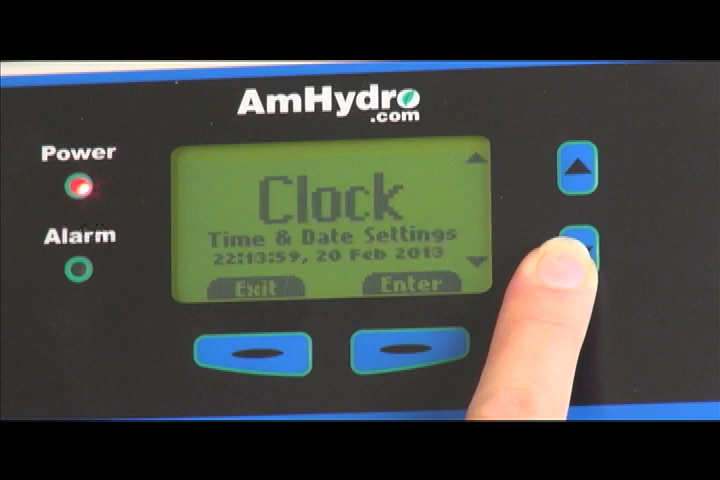 AmHydro
.com
Power
Alarm
Clock
Time & Date Settings
22:13:59, 20 Feb 2013
Exit
Enter